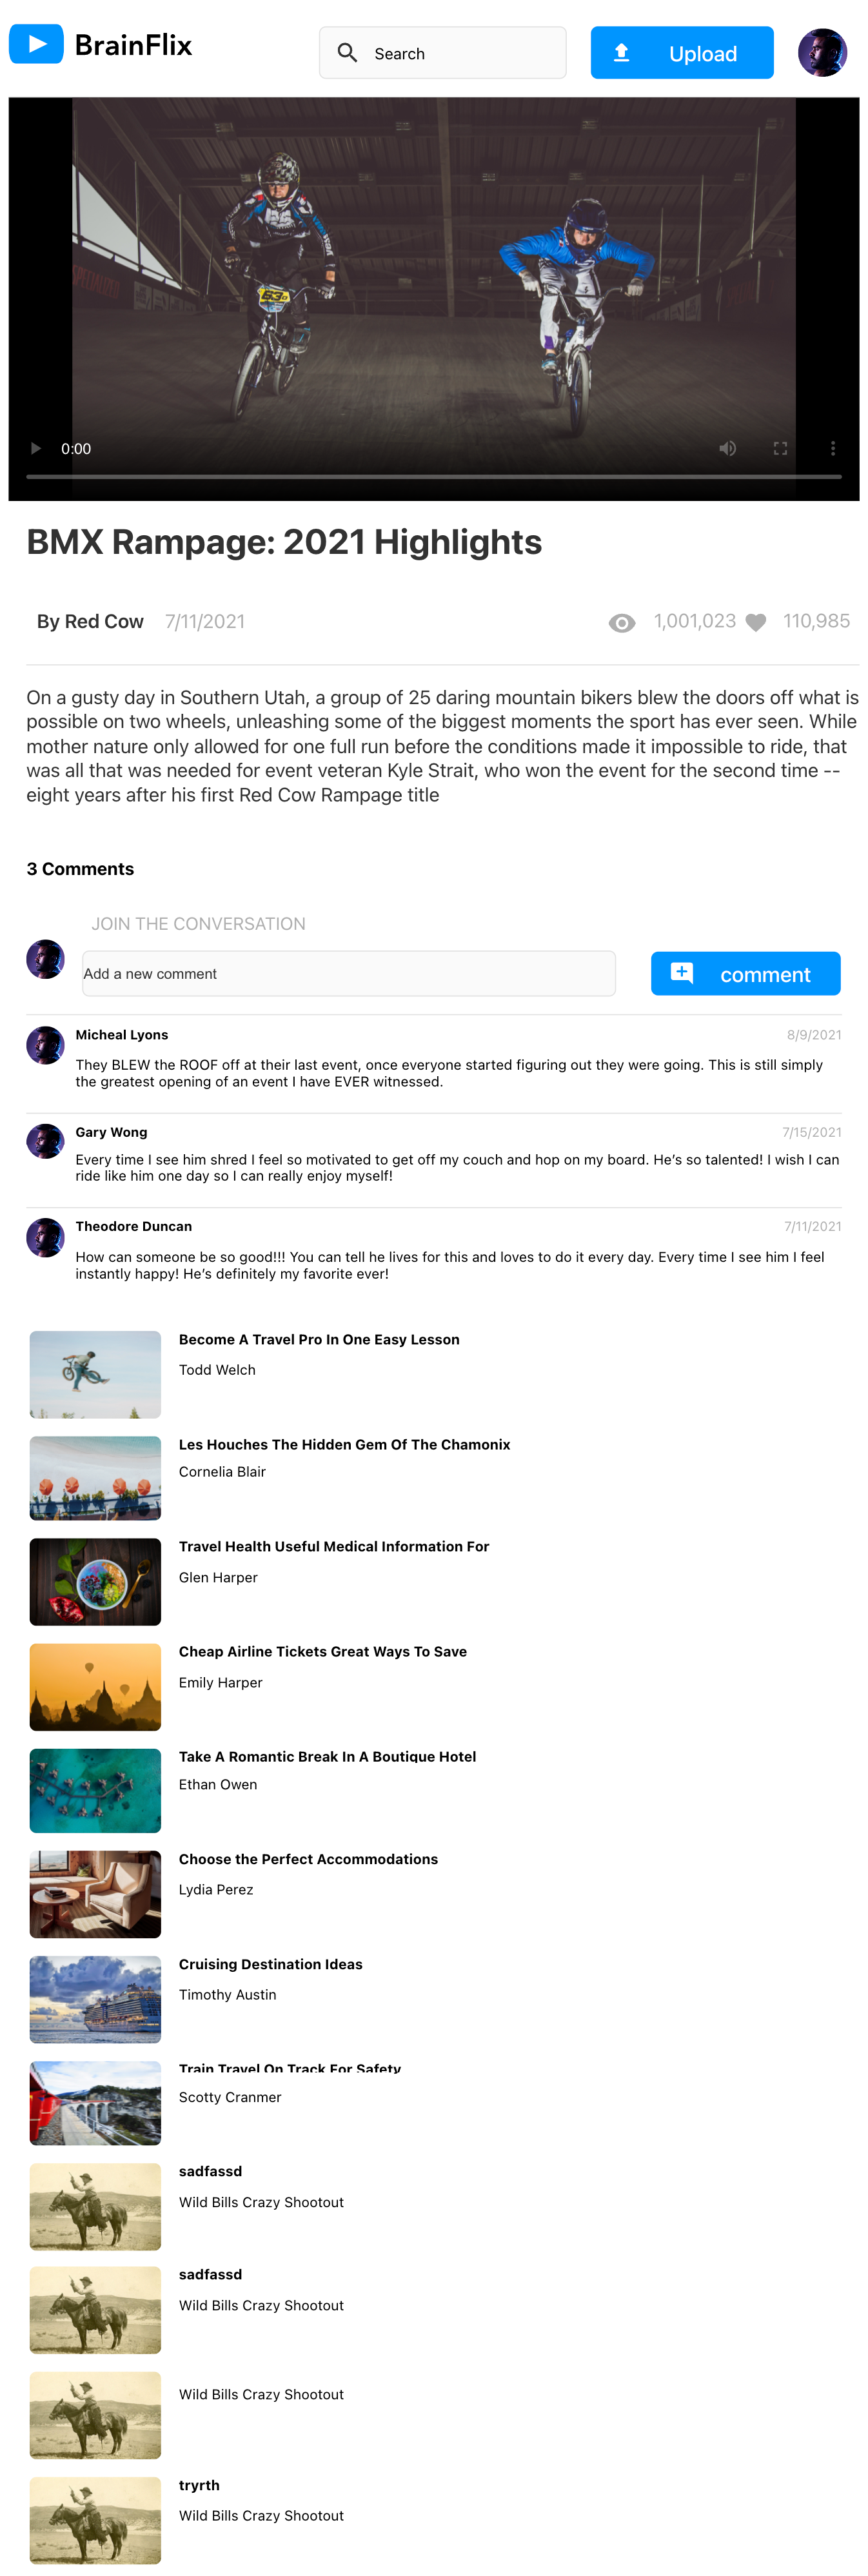 BrainFlix
Search
Upload
SPECIALIZED
534
0:00
BMX Rampage: 2021 Highlights
By Red Cow 7/11/2021
1,001,023 110,985
On a gusty day in Southern Utah, a group of 25 daring mountain bikers blew the doors off what is
possible on two wheels, unleashing some of the biggest moments the sport has ever seen. While
mother nature only allowed for one full run before the conditions made it impossible to ride, that
was all that was needed for event veteran Kyle Strait, who won the event for the second time --
eight years after his first Red Cow Rampage title
3 Comments
JOIN THE CONVERSATION
Add a new comment
comment
Micheal Lyons 8/9/2021
They BLEW the ROOF off at their last event, once everyone started figuring out they were going. This is still simply
the greatest opening of an event I have EVER witnessed.
Gary Wong 7/15/2021
Every time I see him shred I feel so motivated to get off my couch and hop on my board. He’s so talented! I wish I can
ride like him one day so I can really enjoy myself!
Theodore Duncan 7/11/2021
How can someone be so good!!! You can tell he lives for this and loves to do it every day. Every time I see him I feel
instantly happy! He’s definitely my favorite ever!
Become A Travel Pro In One Easy Lesson
Todd Welch
Les Houches The Hidden Gem Of The Chamonix
Cornelia Blair
Travel Health Useful Medical Information For
Glen Harper
Cheap Airline Tickets Great Ways To Save
Emily Harper
Take A Romantic Break In A Boutique Hotel
Ethan Owen
Choose the Perfect Accommodations
Lydia Perez
Cruising Destination Ideas
Timothy Austin
Train Travel On Track For Safety
Scotty Cranmer
sadfassd
Wild Bills Crazy Shootout
sadfassd
Wild Bills Crazy Shootout
Wild Bills Crazy Shootout
tryrth
Wild Bills Crazy Shootout